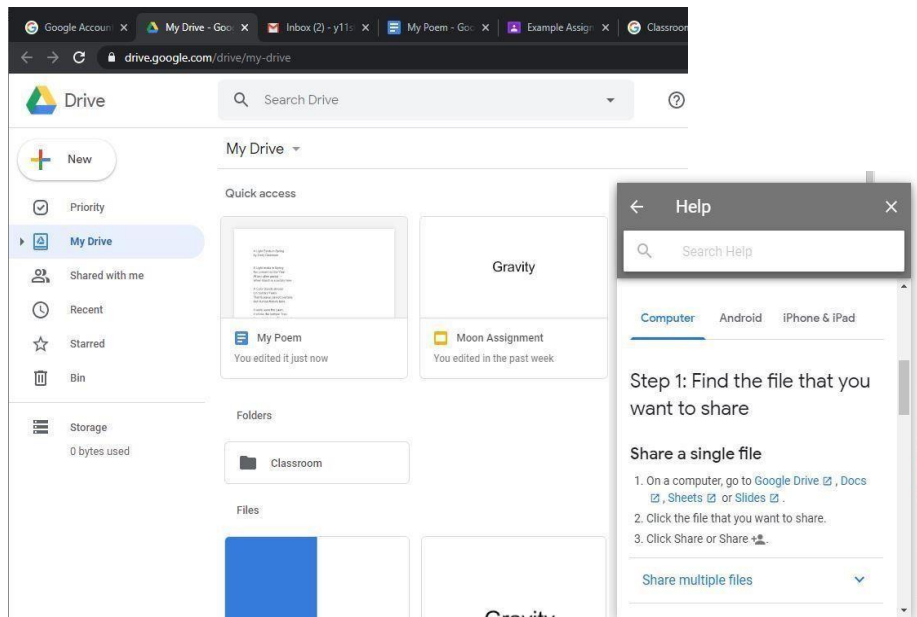 Google Accoun
My Drive - Goo
Inbox (2) - y11s
My Poem - Goo
Example Assign
Classroom
drive.google.com/drive/my-drive
Drive
Search Drive
New
Priority
My Drive
Shared with me
Recent
Starred
Bin
Storage
0 bytes used
My Drive
Quick access
My Poem
You edited it just now
Gravity
Moon Assignment
You edited in the past week
Folders
Classroom
Files
Gravity
Help
Search Help
Computer Android iPhone & iPad
Step 1: Find the file that you
want to share
Share a single file
1. On a computer, go to Google Drive, Docs
, Sheets or Slides.
2. Click the file that you want to share.
3. Click Share or Share.
Share multiple files